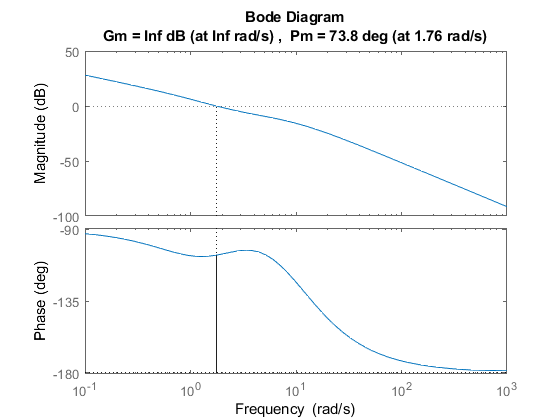 Bode Diagram
Gm = Inf dB (at Inf rad/s) , Pm = 73.8 deg (at 1.76 rad/s)
50
0
-50
-100
Magnitude (dB)
-90
-135
-180
Phase (deg)
10^-1 10^0 10^1 10^2 10^3
Frequency (rad/s)